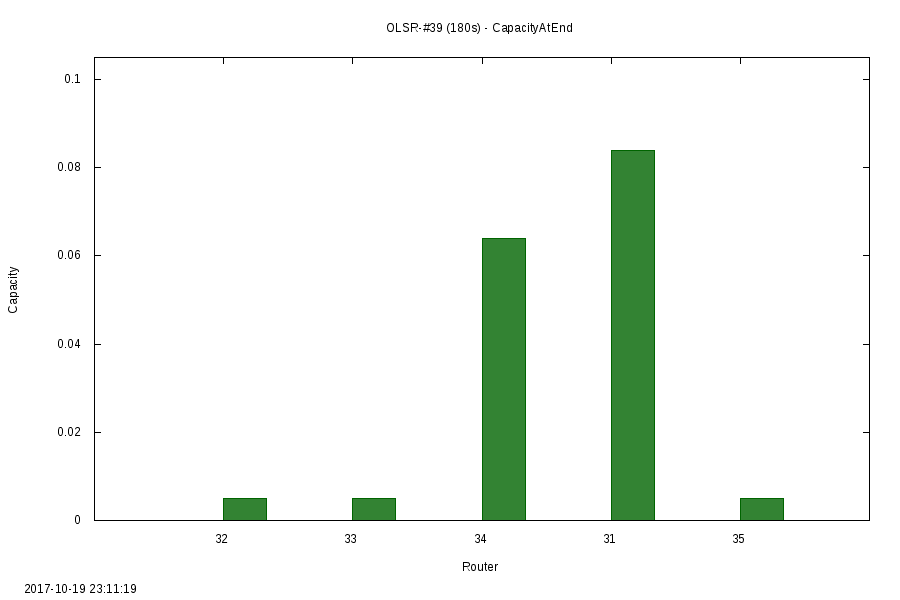 OLSR-#39 (180s) - CapacityAtEnd
0.1
0.08
0.06
0.04
0.02
0
Capacity
32 33 34 31 35
Router
2017-10-19 23:11:19